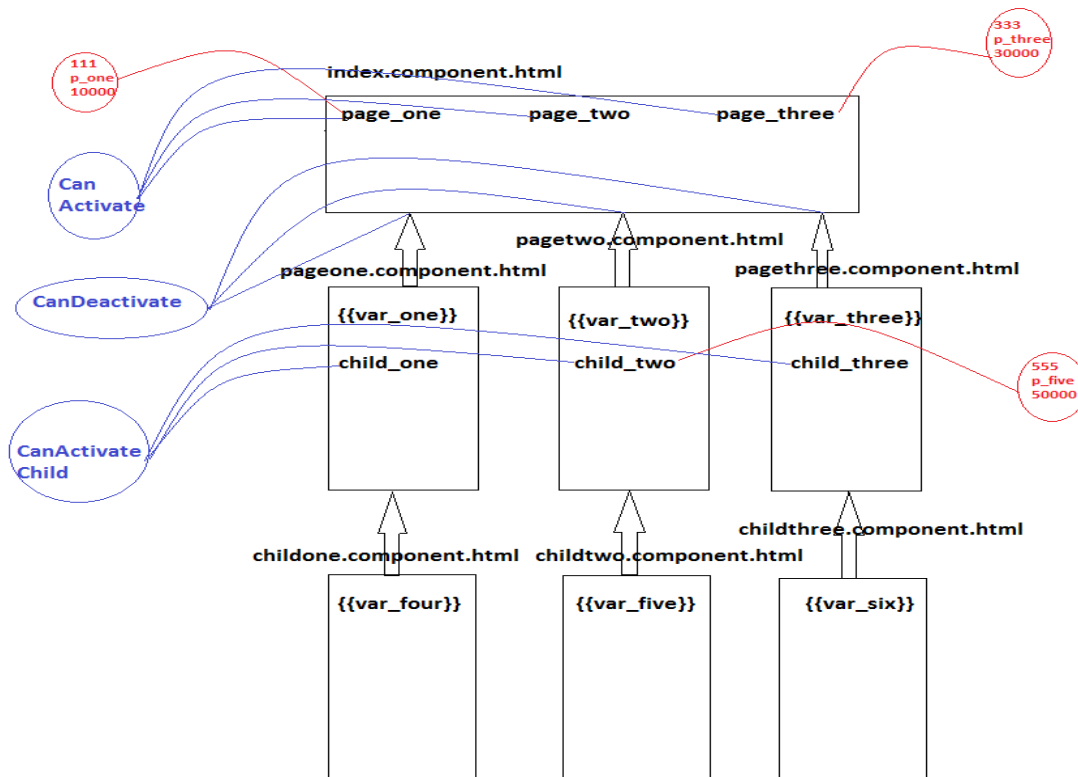 333
p_three
30000
111
p_one
10000
index.component.html
page_one
page_two
page_three
Can
Activate
pagetwo.component.html
pageone.component.html
pagethree.component.html
CanDeactivate
{{var_one}}
{{var_two}}
{{var_three}}
child_one
child_two
child_three
555
p_five
50000
CanActivate
Child
childone.component.html
childtwo.component.html
childthree.component.html
{{var_four}}
{{var_five}}
{{var_six}}